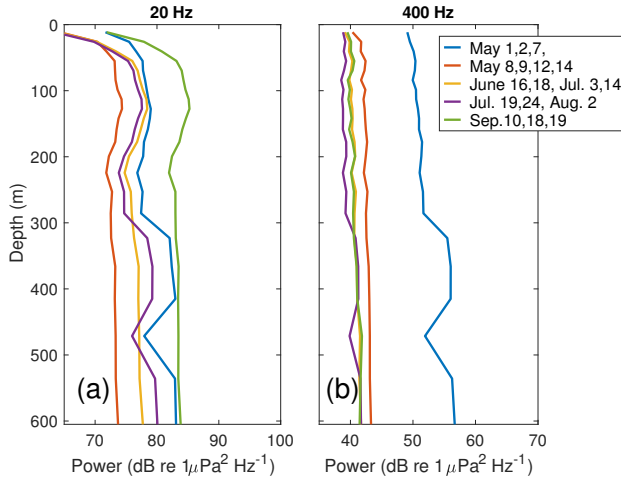 20 Hz
400 Hz
0
100
200
300
400
500
600
Depth (m)
(a)
70
80
90
100
Power (dB re 1μPa² Hz⁻¹)
(b)
40
50
60
70
Power (dB re 1μPa² Hz⁻¹)
May 1,2,7,
May 8,9,12,14
June 16,18, Jul. 3,14
Jul. 19,24, Aug. 2
Sep.10,18,19